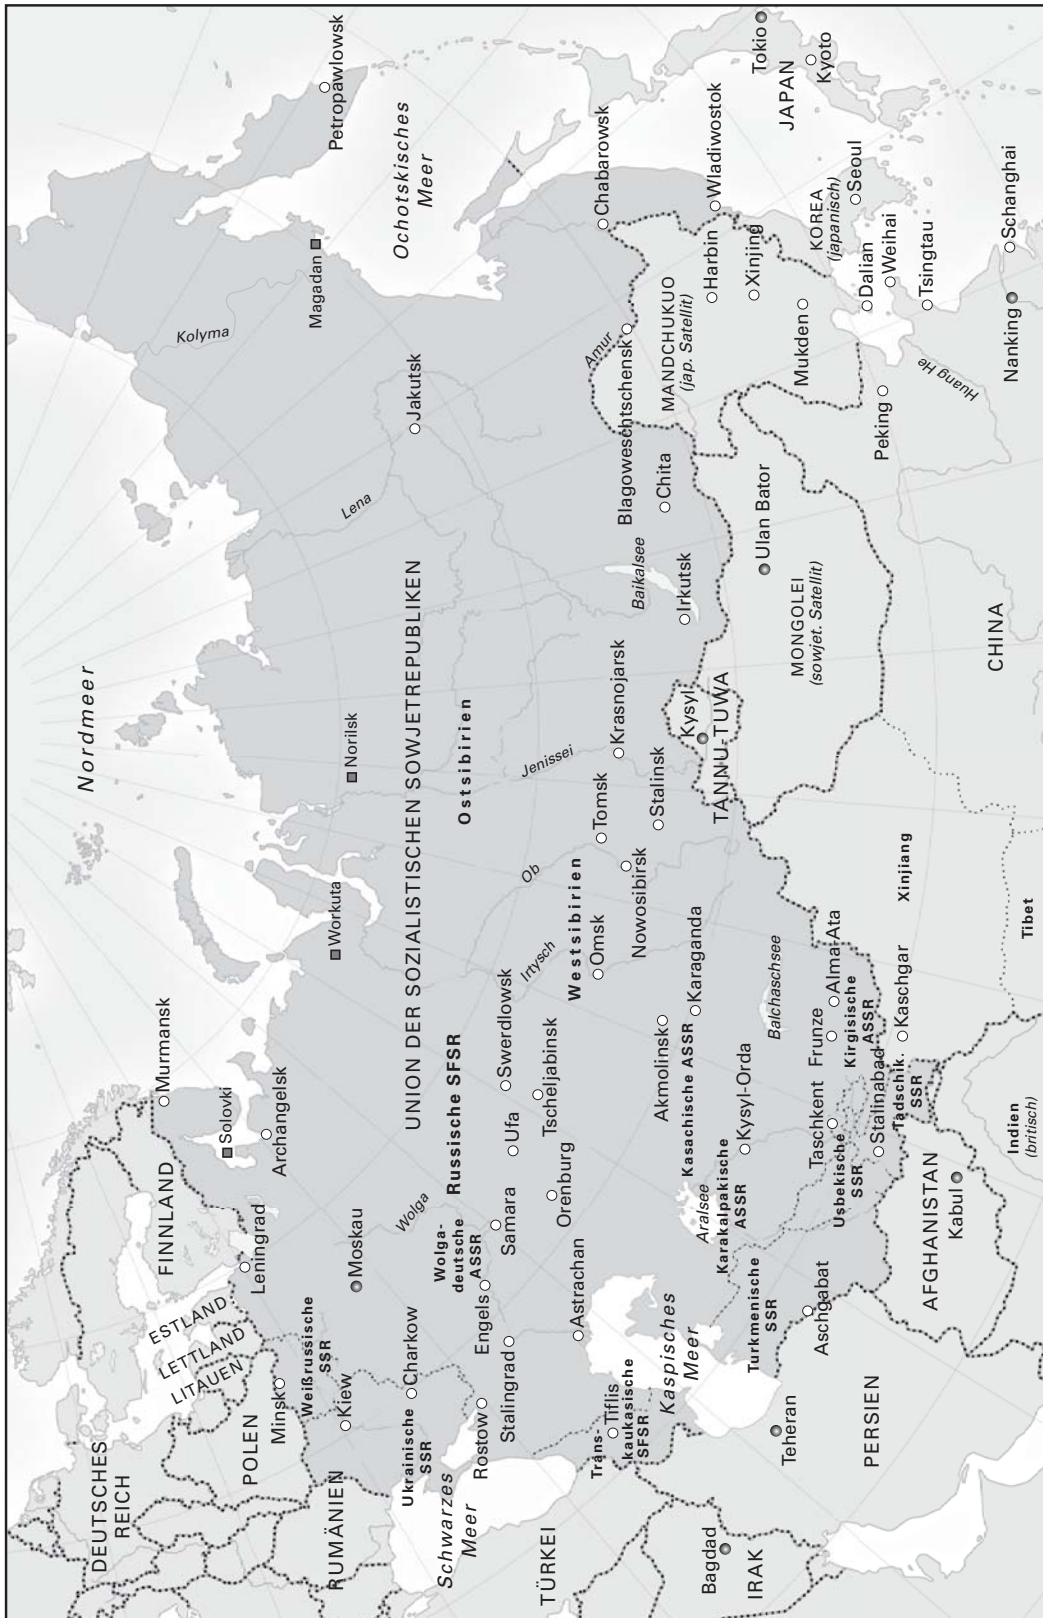 Nordmeer
Petropawlowsk
Ochotskisches
Meer
Magadan
Kolyma
Jakutsk
Lena
Norilsk
Workuta
Murmansk
Solovki
Archangelsk
FINNLAND
Leningrad
ESTLAND
LETTLAND
LITAUEN
DEUTSCHES
REICH
POLEN
Minsk
Weißrussische
SSR
Moskau
Kiew
RUMÄNIEN
UNION DER SOZIALISTISCHEN SOWJETREPUBLIKEN
Russische SFSR
Ostsibirien
Westsibirien
Ukrainische
SSR
Charkow
Schwarzes
Meer
Wolga
Wolga-
deutsche
ASSR
Engels
Samara
Stalingrad
Rostow
Ufa
Swerdlowsk
Tscheljabinsk
Orenburg
Astrachan
Irtysch
Ob
Jenissei
Omsk
Tomsk
Nowosibirsk
Krasnojarsk
Stalinsk
Baikalsee
Irkutsk
Chita
Blagoweschtschensk
Amur
Chabarowsk
Wladiwostok
Tokio
JAPAN
Kyoto
MANDCHUKUO
(jap. Satellit)
Harbin
Xinjing
Mukden
KOREA
(japanisch)
Seoul
Dalian
Weihai
Tsingtau
Schanghai
Nanking
Huang He
Peking
Ulan Bator
MONGOLEI
(sowjet. Satellit)
CHINA
Kysyl
TANNU-TUWA
Xinjiang
Tibet
Akmolinsk
Karaganda
Kasachische ASSR
Balchaschsee
Alma-Ata
Frunze
Kirgisische
ASSR
Kaschgar
Kysyl-Orda
Taschkent
Stalinabad
Tadschik.
SSR
Usbekische
SSR
Aralsee
Karakalpakische
ASSR
Turkmenische
SSR
Aschgabat
Kaspisches
Meer
Tiflis
Trans-
kaukasische
SFSR
TÜRKEI
Bagdad
IRAK
Teheran
PERSIEN
AFGHANISTAN
Kabul
Indien
(britisch)